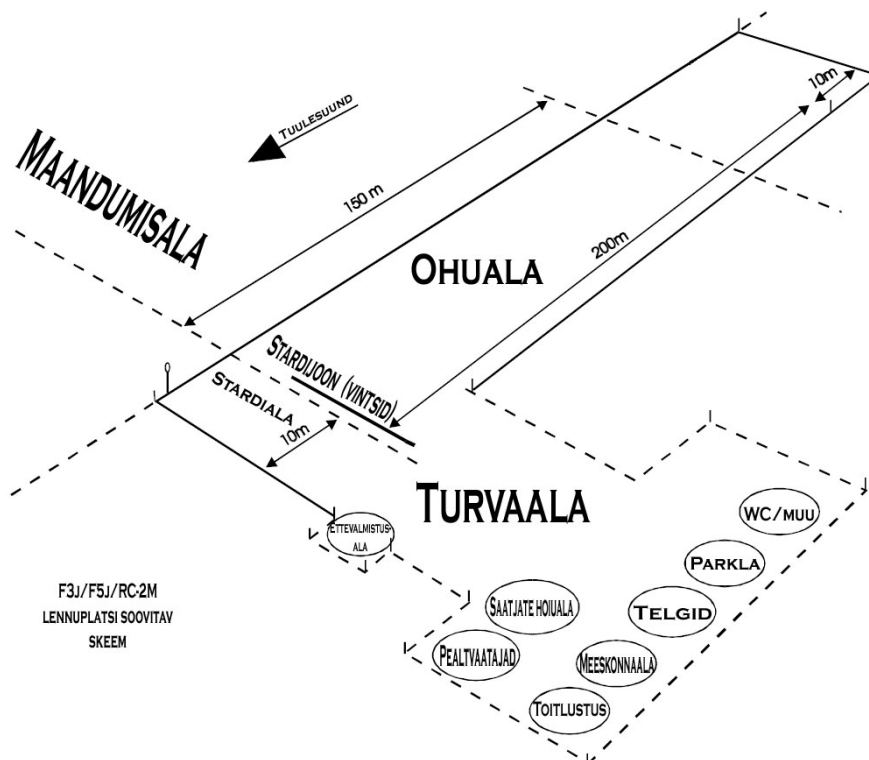 10m
Tuulesuund
Maandumisala
150 m
200m
Ohuala
Stardijoon (vintsid)
Stardiala
10m
Turvaala
Ettevalmistus-
ala
WC/muu
Parkla
Saatjate hoiuala
Telgid
Pealtvaatajad
Meeskonnaala
Toitlustus
F3J/F5J/RC-2M
lennuplatsi soovitav
skeem